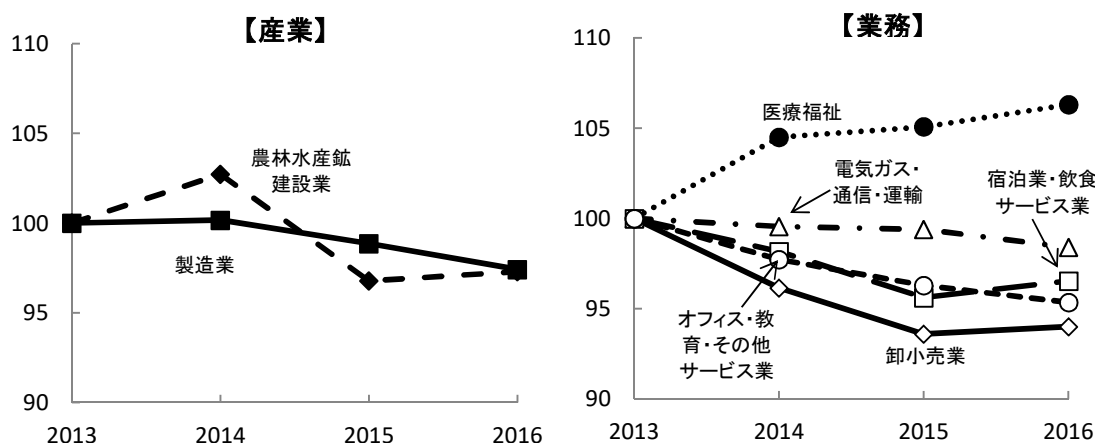 【産業】
110
105
100
95
90
農林水産鉱
建設業
製造業
2013
2014
2015
2016
【業務】
110
105
100
95
90
医療福祉
電気ガス・
通信・運輸
宿泊業・飲食
サービス業
オフィス・教
育・その他
サービス業
卸小売業
2013
2014
2015
2016